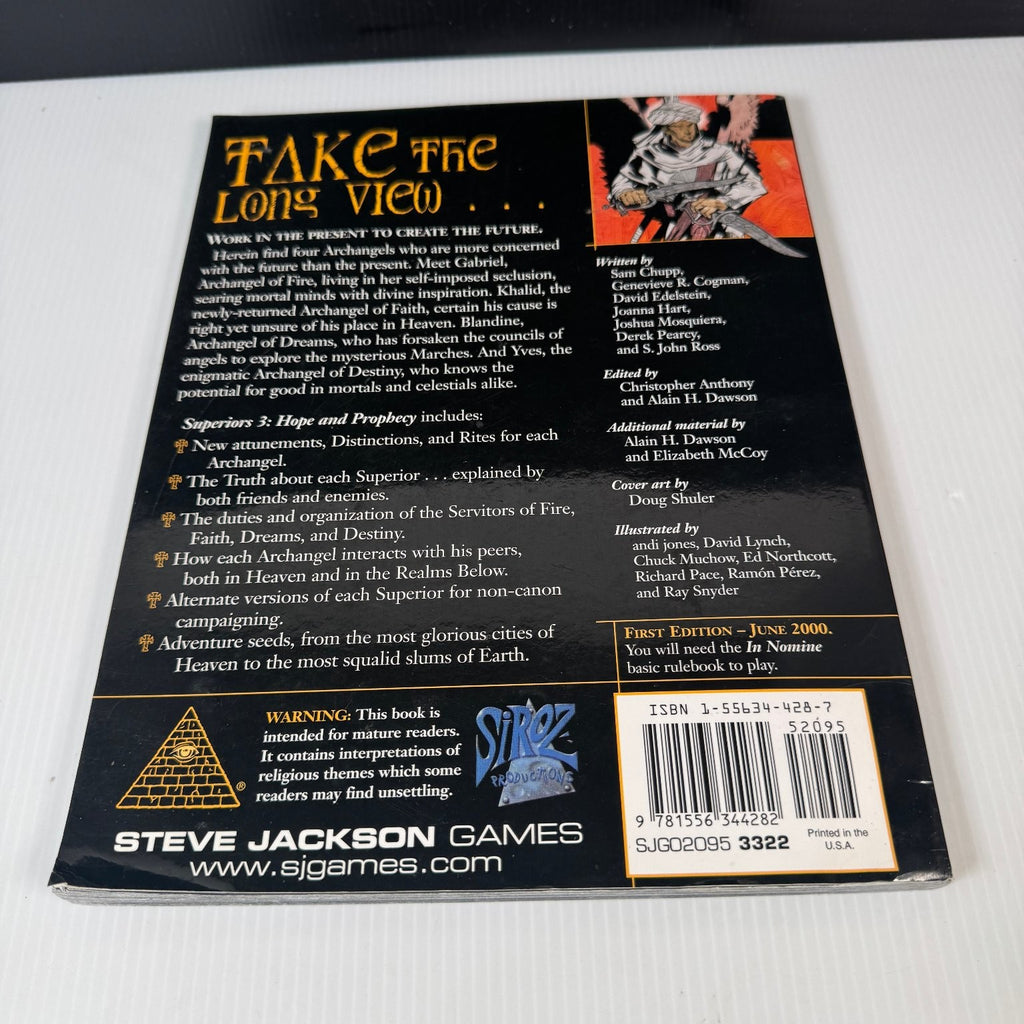 TAKE THE
LONG VIEW . . .
WORK IN THE PRESENT TO CREATE THE FUTURE.
Herein find four Archangels who are more concerned
with the future than the present. Meet Gabriel,
Archangel of Fire, living in her self-imposed seclusion,
searing mortal minds with divine inspiration. Khalid, the
newly-returned Archangel of Faith, certain his cause is
right yet unsure of his place in Heaven. Blandine,
Archangel of Dreams, who has forsaken the councils of
angels to explore the mysterious Marches. And Yves, the
enigmatic Archangel of Destiny, who knows the
potential for good in mortals and celestials alike.
Superiors 3: Hope and Prophecy includes:
New attunements, Distinctions, and Rites for each
Archangel.
The Truth about each Superior . . . explained by
both friends and enemies.
The duties and organization of the Servitors of Fire,
Faith, Dreams, and Destiny.
How each Archangel interacts with his peers,
both in Heaven and in the Realms Below.
Alternate versions of each Superior for non-canon
campaigning.
Adventure seeds, from the most glorious cities of
Heaven to the most squalid slums of Earth.
Written by
Sam Chupp,
Genevieve R. Cogman,
David Edelstein,
Joanna Hart,
Joshua Mosquiera,
Derek Pearcy,
and S. John Ross
Edited by
Christopher Anthony
and Alain H. Dawson
Additional material by
Alain H. Dawson
and Elizabeth McCoy
Cover art by
Doug Shuler
Illustrated by
andi jones, David Lynch,
Chuck Muchow, Ed Northcott,
Richard Pace, Ramón Pérez,
and Ray Snyder
FIRST EDITION – JUNE 2000.
You will need the In Nomine
basic rulebook to play.
®
WARNING: This book is
intended for mature readers.
It contains interpretations of
religious themes which some
readers may find unsettling.
SIROZ
PRODUCTIONS
STEVE JACKSON GAMES
www.sjgames.com
ISBN 1-55634-428-7
52095
9 781556 344282
SJG02095 3322
Printed in the
U.S.A.